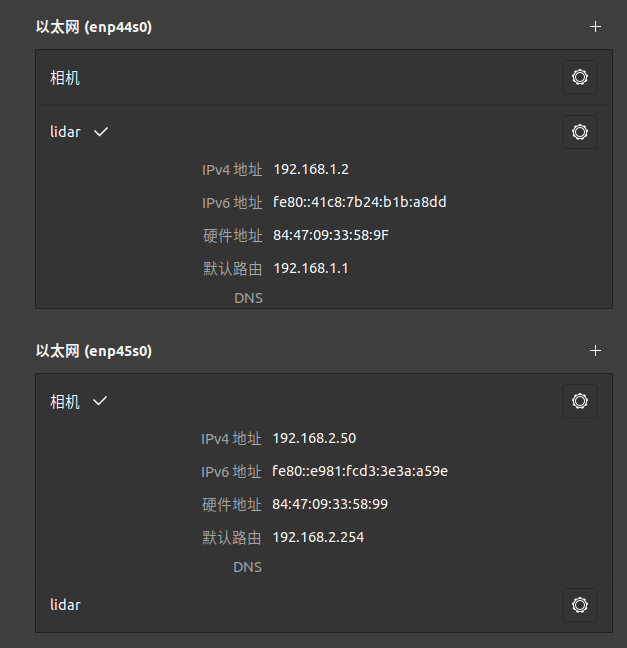 以太网 (enp44s0)
相机
lidar
IPv4 地址 192.168.1.2
IPv6 地址 fe80::41c8:7b24:b1b:a8dd
硬件地址 84:47:09:33:58:9F
默认路由 192.168.1.1
DNS
以太网 (enp45s0)
相机
IPv4 地址 192.168.2.50
IPv6 地址 fe80::e981:fcd3:3e3a:a59e
硬件地址 84:47:09:33:58:99
默认路由 192.168.2.254
DNS
lidar